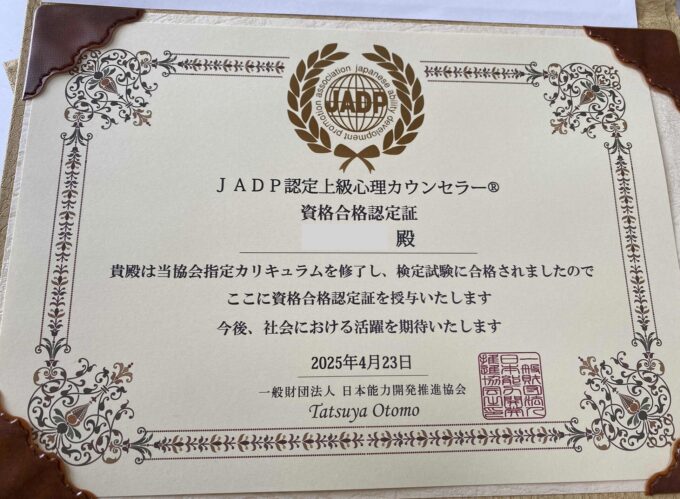 japanese ability development promotion association
JADP
JADP認定上級心理カウンセラー®
資格合格認定証
殿
貴殿は当協会指定カリキュラムを修了し、検定試験に合格されましたので
ここに資格合格認定証を授与いたします
今後、社会における活躍を期待いたします
2025年4月23日
一般財団法人 日本能力開発推進協会
Tatsuya Otomo